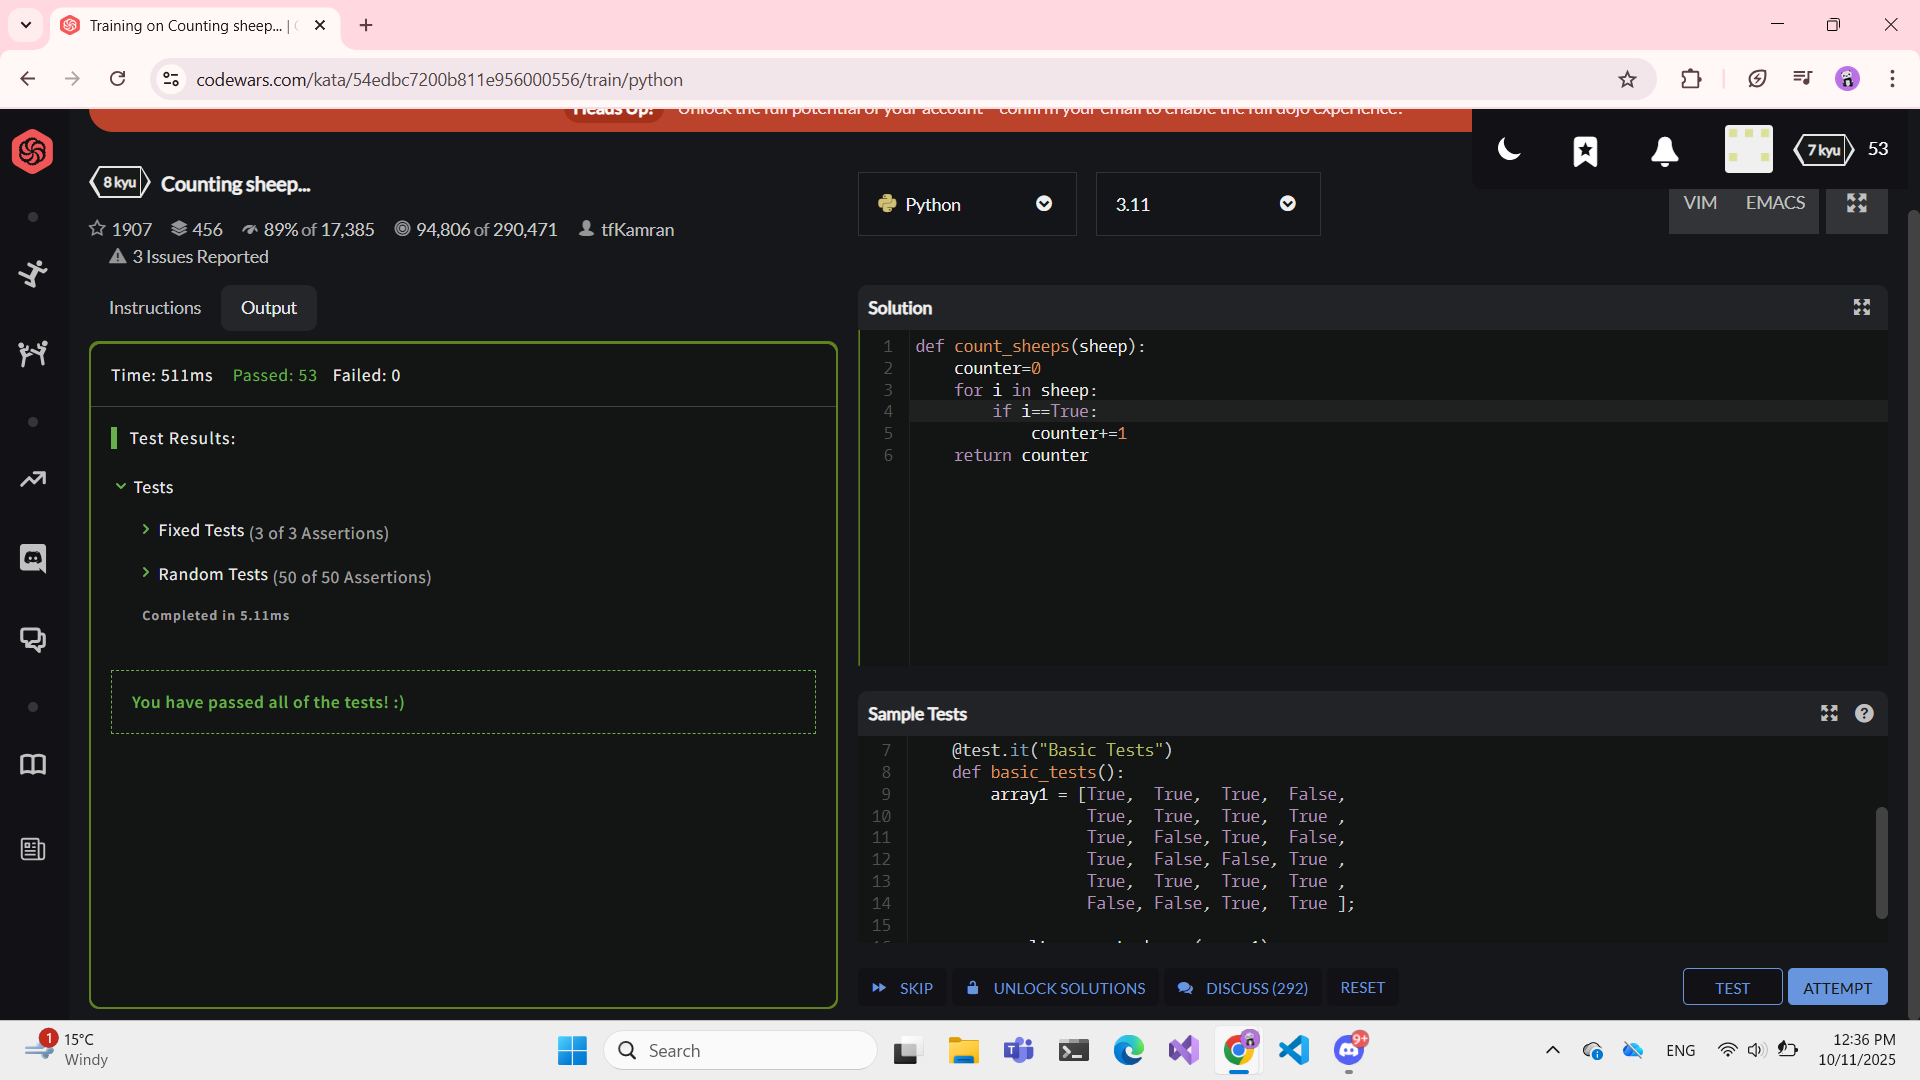 Training on Counting sheep... |
codewars.com/kata/54edbc7200b811e956000556/train/python
Heads Up! Unlock the full potential of your account - confirm your email to enable the full dojo experience.
7 kyu 53
8 kyu Counting sheep...
1907 456 89% of 17,385 94,806 of 290,471 tfKamran
3 Issues Reported
Python
3.11
VIM EMACS
Instructions Output
Time: 511ms Passed: 53 Failed: 0
Test Results:
Tests
Fixed Tests (3 of 3 Assertions)
Random Tests (50 of 50 Assertions)
Completed in 5.11ms
You have passed all of the tests! :)
Solution
1 def count_sheeps(sheep):
2 counter=0
3 for i in sheep:
4 if i==True:
5 counter+=1
6 return counter
Sample Tests
7 @test.it("Basic Tests")
8 def basic_tests():
9 array1 = [True, True, True, False,
10 True, True, True, True ,
11 True, False, True, False,
12 True, False, False, True ,
13 True, True, True, True ,
14 False, False, True, True ];
15
SKIP UNLOCK SOLUTIONS DISCUSS (292) RESET
TEST ATTEMPT
1
15°C
Windy
Search
9+
ENG
12:36 PM
10/11/2025